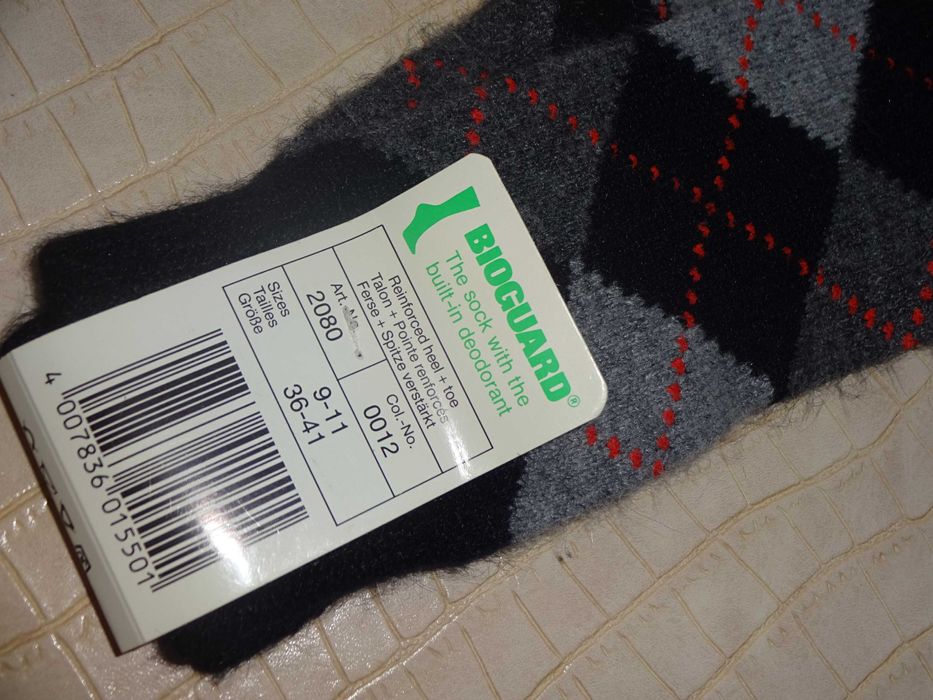 BIOGUARD®
The sock with the
built-in deodorant
Reinforced heel + toe
Talon + Pointe renforcés
Ferse + Spitze verstärkt
Art.-No.
2080
Col.-No.
0012
Sizes
Tailles
Größe
9-11
36-41
4 007836 015501